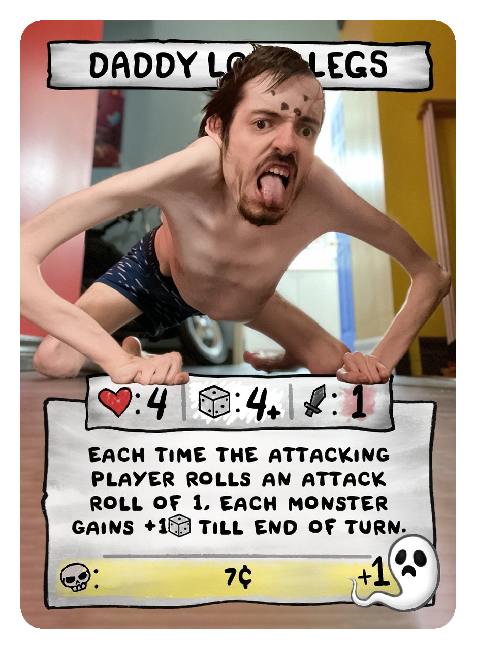 DADDY LO LEGS
:4 :4+ :1
EACH TIME THE ATTACKING
PLAYER ROLLS AN ATTACK
ROLL OF 1, EACH MONSTER
GAINS +1 TILL END OF TURN.
: 7¢ +1